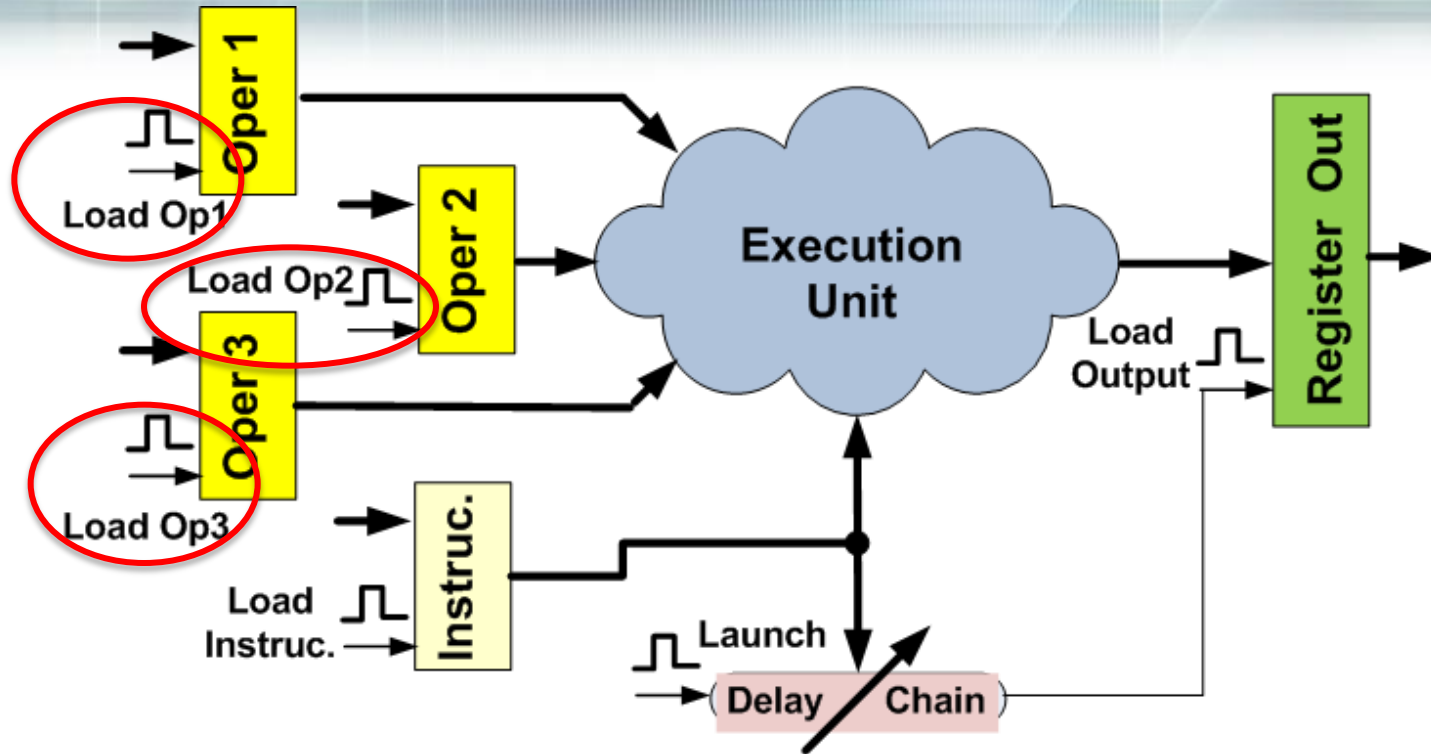 Oper 1
Load Op1
Oper 2
Load Op2
Oper 3
Load Op3
Execution
Unit
Register Out
Load
Output
Instruc.
Load
Instruc.
Launch
Delay Chain